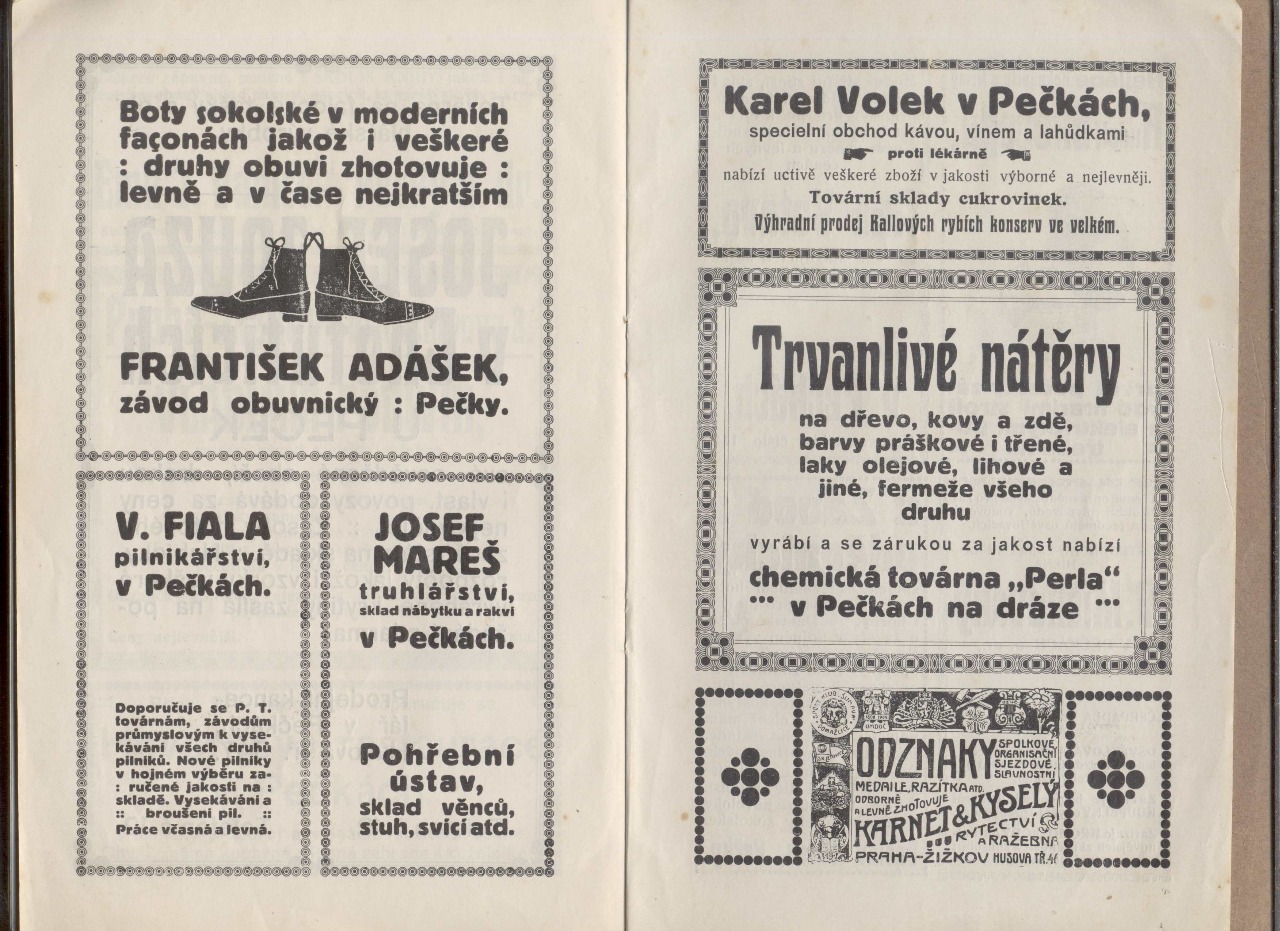 Boty sokolské v moderních
façonách jakož i veškeré
: druhy obuvi zhotovuje :
levně a v čase nejkratším
FRANTIŠEK ADÁŠEK,
závod obuvnický : Pečky.
V. FIALA
pilnikářství,
v Pečkách.
Doporučuje se P. T.
továrnám, závodům
průmyslovým k vyse-
kávání všech druhů
pilníků. Nové pilníky
v hojném výběru za-
: ručené jakosti na :
skladě. Vysekávání a
:: broušení pil. ::
Práce včasná a levná.
JOSEF
MAREŠ
truhlářství,
sklad nábytku a rakví
v Pečkách.
Pohřební
ústav,
sklad věnců,
stuh, svící atd.
Karel Volek v Pečkách,
specielní obchod kávou, vínem a lahůdkami
proti lékárně
nabízí uctivě veškeré zboží v jakosti výborné a nejlevněji.
Tovární sklady cukrovinek.
Výhradní prodej Kallových rybích konserv ve velkém.
Trvanlivé nátěry
na dřevo, kovy a zdě,
barvy práškové i třené,
laky olejové, lihové a
jiné, fermeže všeho
druhu
vyrábí a se zárukou za jakost nabízí
chemická továrna „Perla“
··· v Pečkách na dráze ···
ODZNAKY SPOLKOVÉ,
ORGANISAČNÍ
SJEZDOVÉ,
SLAVNOSTNÍ
MEDAILE, RAZÍTKA ATD.
ODBORNĚ
A LEVNĚ ZHOTOVUJE
KARNET & KYSELÝ
RYTECTVÍ
A RAŽEBNA
PRAHA-ŽIŽKOV HUSOVA TŘ.